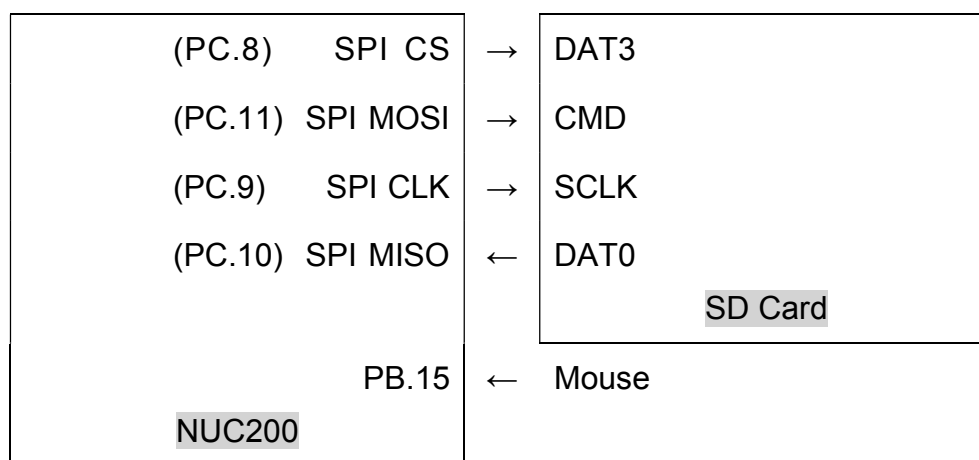 (PC.8) SPI CS → DAT3
(PC.11) SPI MOSI → CMD
(PC.9) SPI CLK → SCLK
(PC.10) SPI MISO ← DAT0
SD Card
PB.15 ← Mouse
NUC200